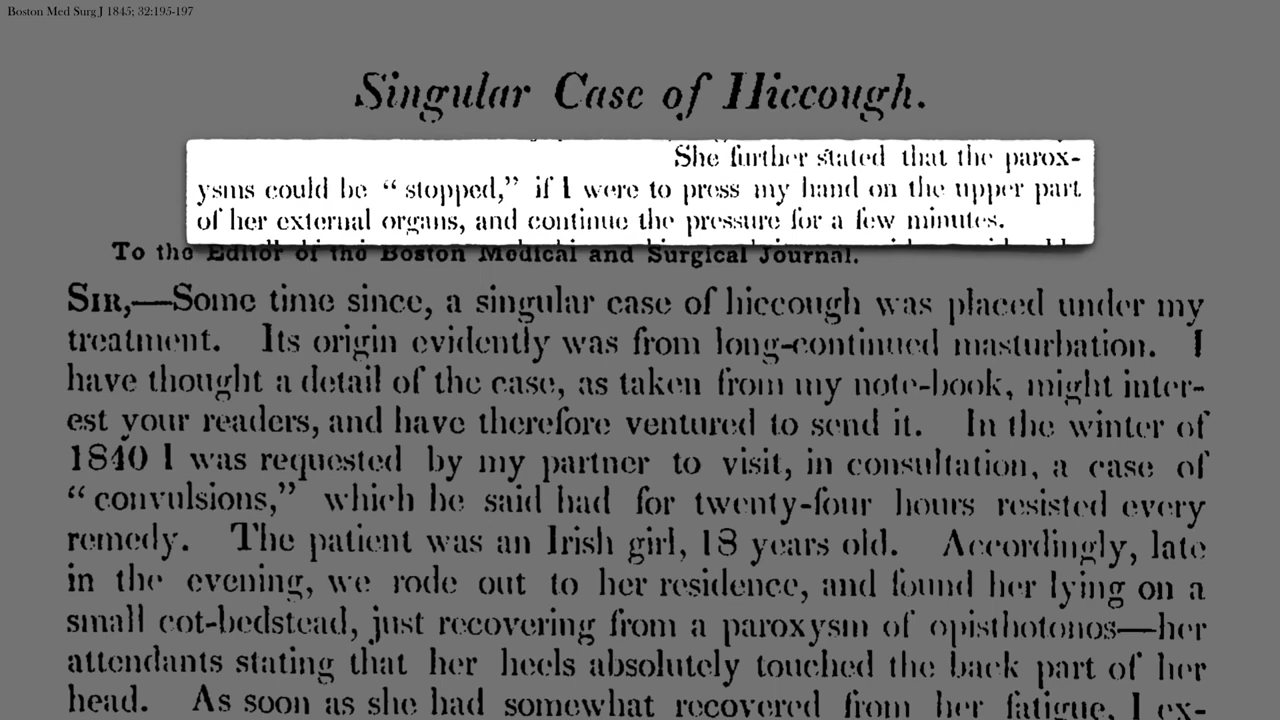 Boston Med Surg J 1845; 32:195-197
Singular Case of Hiccough.
She further stated that the parox-
ysms could be “ stopped,” if I were to press my hand on the upper part
of her external organs, and continue the pressure for a few minutes.
To the Editor of the Boston Medical and Surgical Journal.
SIR,—Some time since, a singular case of hiccough was placed under my
treatment. Its origin evidently was from long-continued masturbation. I
have thought a detail of the case, as taken from my note-book, might inter-
est your readers, and have therefore ventured to send it. In the winter of
1840 I was requested by my partner to visit, in consultation, a case of
“ convulsions,” which he said had for twenty-four hours resisted every
remedy. The patient was an Irish girl, 18 years old. Accordingly, late
in the evening, we rode out to her residence, and found her lying on a
small cot-bedstead, just recovering from a paroxysm of opisthotonos—her
attendants stating that her heels absolutely touched the back part of her
head. As soon as she had somewhat recovered from her fatigue, I ex-